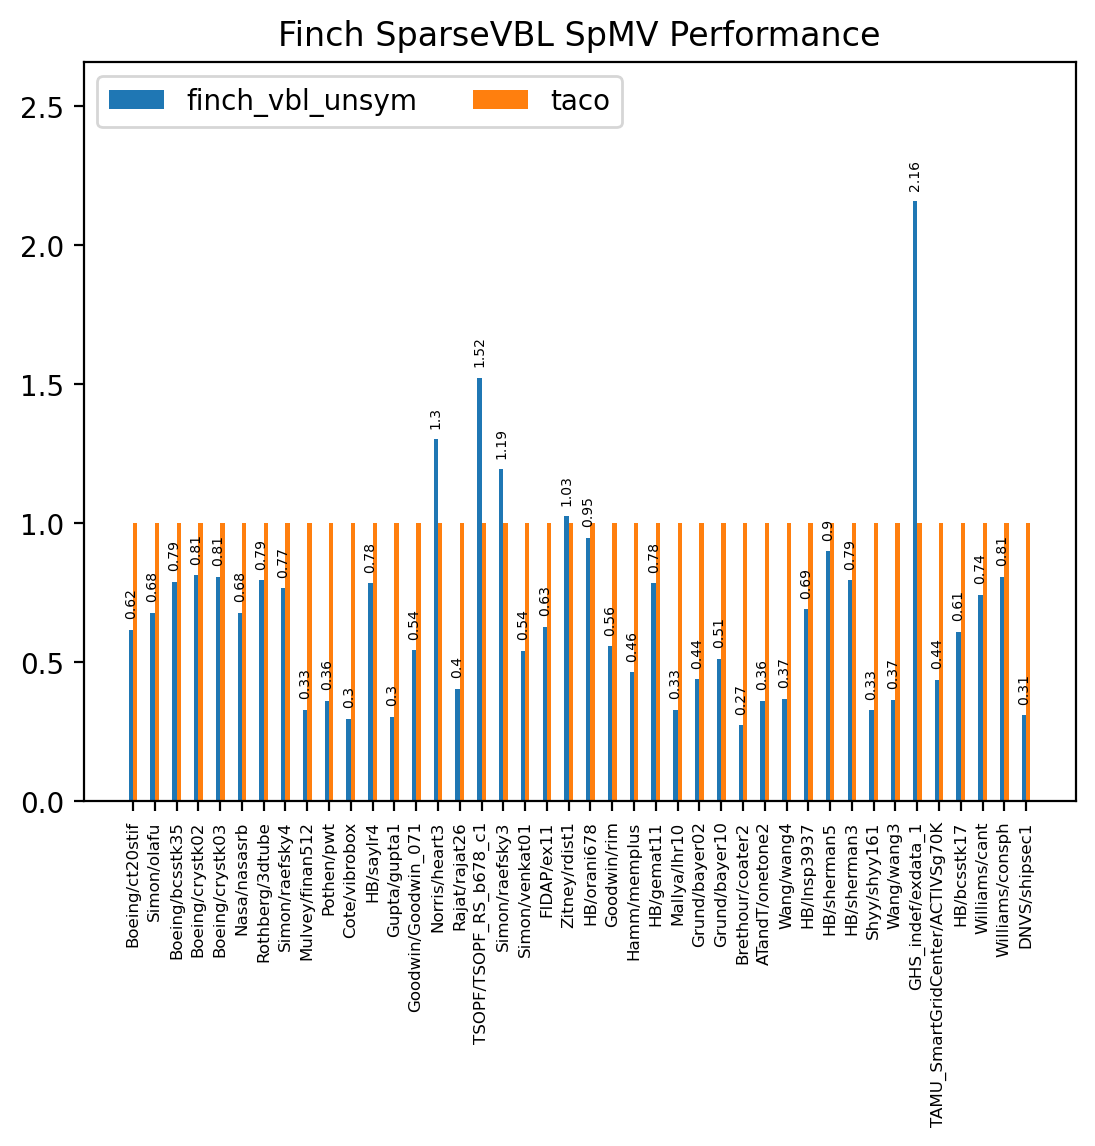 Finch SparseVBL SpMV Performance
finch_vbl_unsym
taco
2.5
2.0
1.5
1.0
0.5
0.0
0.62
0.68
0.79
0.81
0.81
0.68
0.79
0.77
0.33
0.36
0.3
0.78
0.3
0.54
1.3
0.4
1.52
1.19
0.54
0.63
1.03
0.95
0.56
0.46
0.78
0.33
0.44
0.51
0.27
0.36
0.37
0.69
0.9
0.79
0.33
0.37
2.16
0.44
0.61
0.74
0.81
0.31
Boeing/ct20stif
Simon/olafu
Boeing/bcsstk35
Boeing/crystk02
Boeing/crystk03
Nasa/nasasrb
Rothberg/3dtube
Simon/raefsky4
Mulvey/finan512
Pothen/pwt
Cote/vibrobox
HB/saylr4
Gupta/gupta1
Goodwin/Goodwin_071
Norris/heart3
Rajat/rajat26
TSOPF/TSOPF_RS_b678_c1
Simon/raefsky3
Simon/venkat01
FIDAP/ex11
Zitney/rdist1
HB/orani678
Goodwin/rim
Hamm/memplus
HB/gemat11
Mallya/lhr10
Grund/bayer02
Grund/bayer10
Brethour/coater2
ATandT/onetone2
Wang/wang4
HB/lnsp3937
HB/sherman5
HB/sherman3
Shyy/shyy161
Wang/wang3
GHS_indef/exdata_1
TAMU_SmartGridCenter/ACTIVSg70K
HB/bcsstk17
Williams/cant
Williams/consph
DNVS/shipsec1